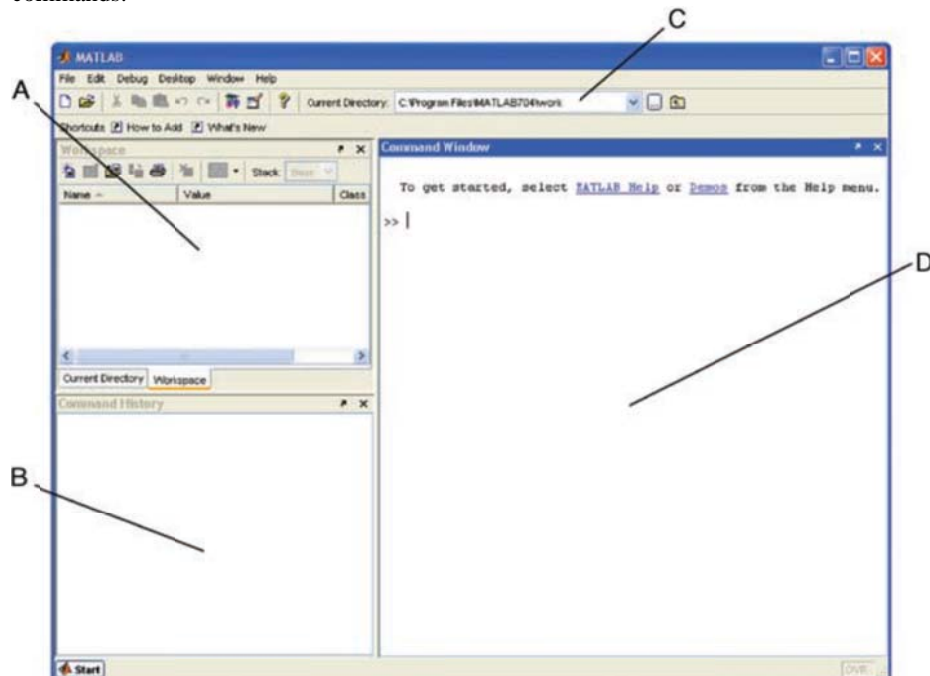 commands.
C
MATLAB
File Edit Debug Desktop Window Help
A
Current Directory: C:\Program Files\MATLAB704\work
Shortcuts How to Add What's New
Workspace
Command Window
Stack: Base
To get started, select MATLAB Help or Demos from the Help menu.
Name Value Class
>>
D
Current Directory Workspace
Command History
B
Start
OVR